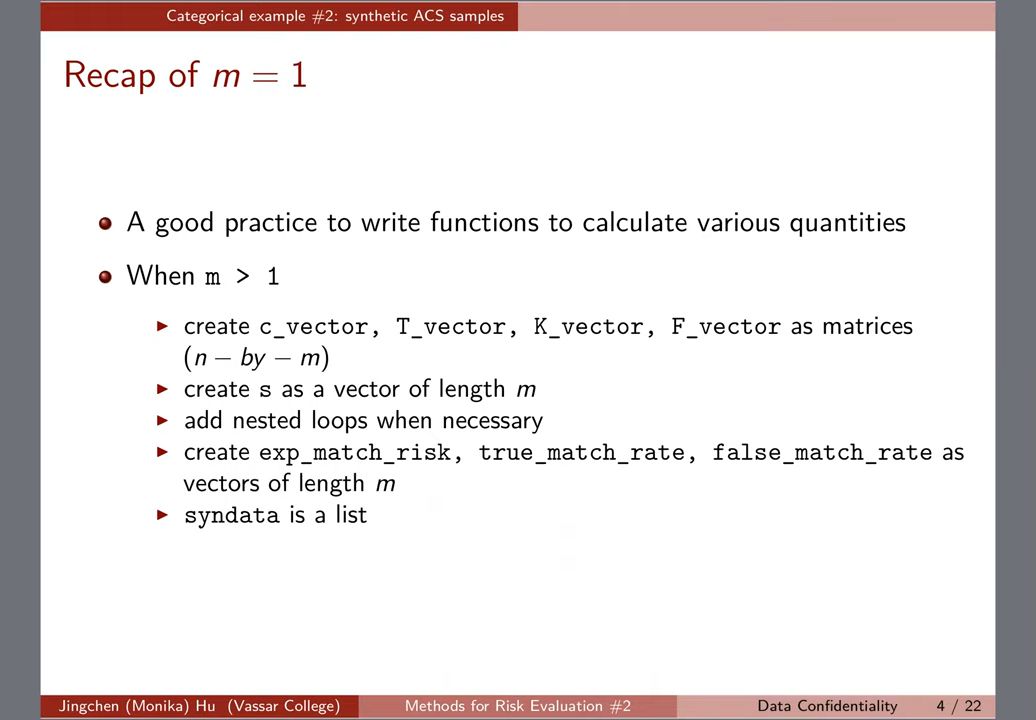 Categorical example #2: synthetic ACS samples
Recap of m = 1
A good practice to write functions to calculate various quantities
When m > 1
create c_vector, T_vector, K_vector, F_vector as matrices
(n − by − m)
create s as a vector of length m
add nested loops when necessary
create exp_match_risk, true_match_rate, false_match_rate as
vectors of length m
syndata is a list
Jingchen (Monika) Hu (Vassar College) Methods for Risk Evaluation #2 Data Confidentiality 4 / 22